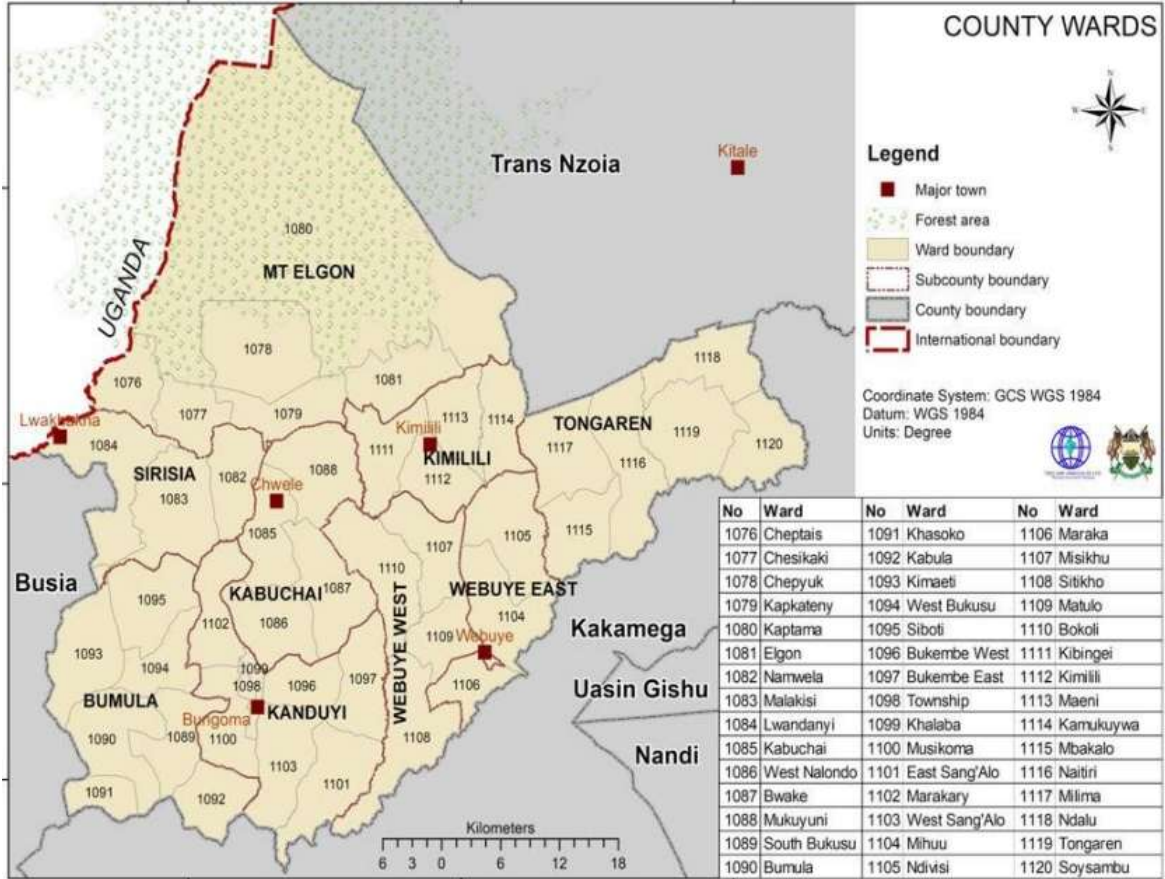 COUNTY WARDS
N
W
E
S
Legend
Major town
Forest area
Ward boundary
Subcounty boundary
County boundary
International boundary
Coordinate System: GCS WGS 1984
Datum: WGS 1984
Units: Degree
Trans Nzoia
Kitale
UGANDA
1080
MT ELGON
1078
1076
1077
1079
1081
1118
Lwakhakha
1084
1113
1114
Kimilili
1111
KIMILILI
1112
TONGAREN
1117
1116
1119
1120
SIRISIA
1083
1082
1088
Chwele
1085
1105
1115
1107
1110
Busia
1095
KABUCHAI
1087
1086
1102
WEBUYE EAST
1104
WEBUYE WEST
1109
Webuye
1106
Kakamega
Uasin Gishu
Nandi
1093
1094
1099
1098
1096
1097
BUMULA
Bungoma
KANDUYI
1090
1089
1100
1108
1103
1101
1091
1092
Kilometers
6 3 0 6 12 18
No Ward No Ward No Ward
1076 Cheptais 1091 Khasoko 1106 Maraka
1077 Chesikaki 1092 Kabula 1107 Misikhu
1078 Chepyuk 1093 Kimaeti 1108 Sitikho
1079 Kapkateny 1094 West Bukusu 1109 Matulo
1080 Kaptama 1095 Siboti 1110 Bokoli
1081 Elgon 1096 Bukembe West 1111 Kibingei
1082 Namwela 1097 Bukembe East 1112 Kimilili
1083 Malakisi 1098 Township 1113 Maeni
1084 Lwandanyi 1099 Khalaba 1114 Kamukuywa
1085 Kabuchai 1100 Musikoma 1115 Mbakalo
1086 West Nalondo 1101 East Sang'Alo 1116 Naitiri
1087 Bwake 1102 Marakary 1117 Milima
1088 Mukuyuni 1103 West Sang'Alo 1118 Ndalu
1089 South Bukusu 1104 Mihuu 1119 Tongaren
1090 Bumula 1105 Ndivisi 1120 Soysambu